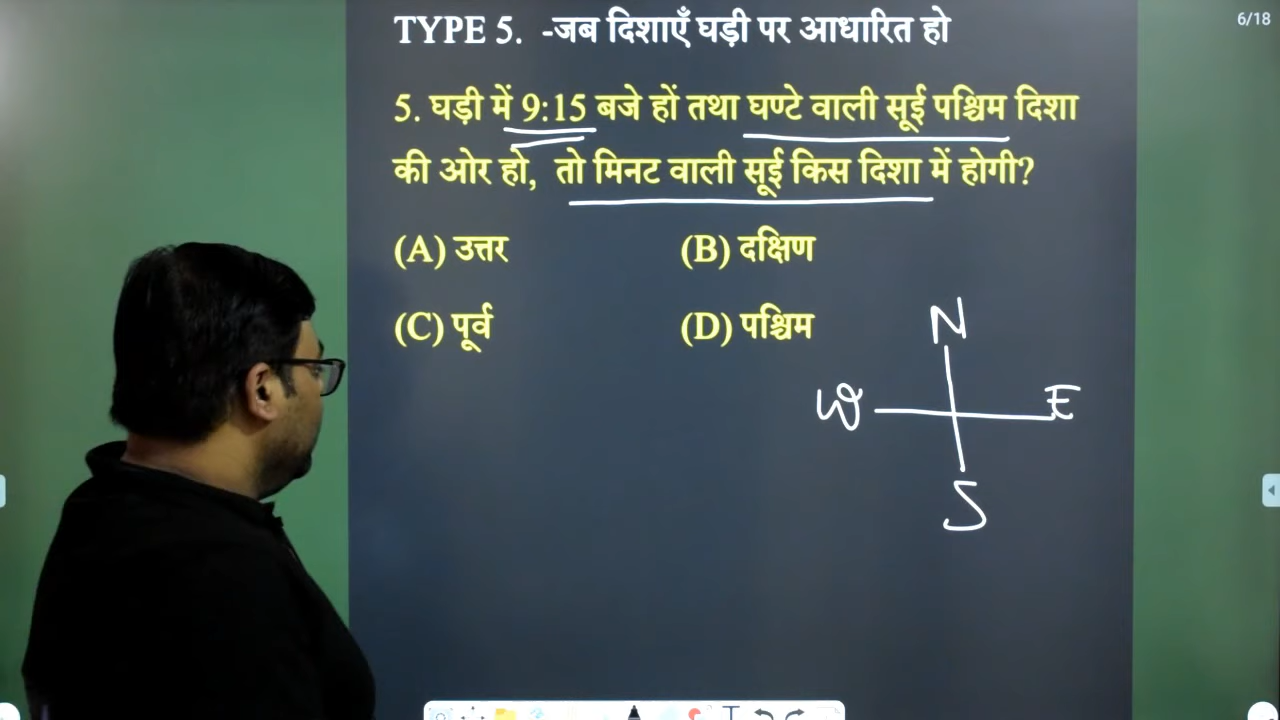 TYPE 5. -जब दिशाएँ घड़ी पर आधारित हो
6/18
5. घड़ी में 9:15 बजे हों तथा घण्टे वाली सूई पश्चिम दिशा
की ओर हो, तो मिनट वाली सूई किस दिशा में होगी?
(A) उत्तर (B) दक्षिण
(C) पूर्व (D) पश्चिम
N
W E
S